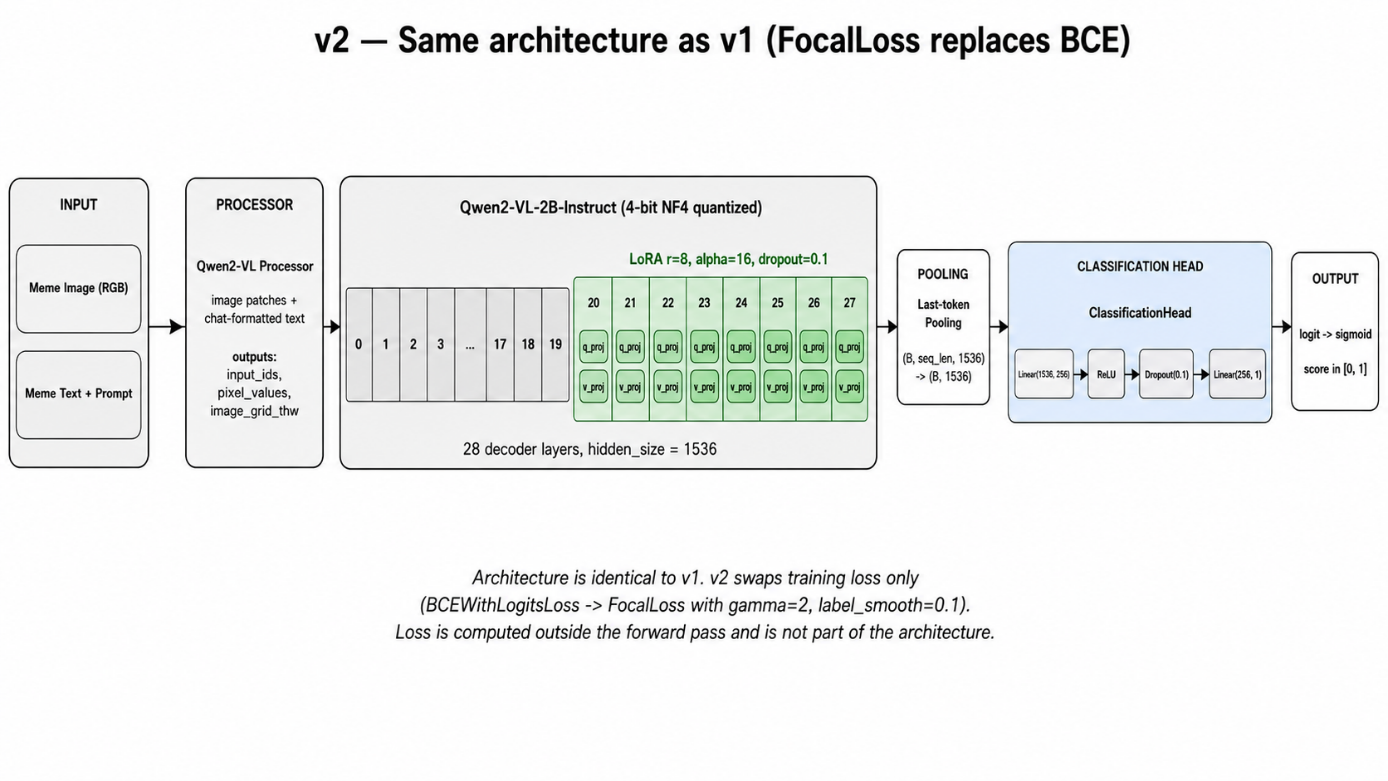 v2 — Same architecture as v1 (FocalLoss replaces BCE)
INPUT
Meme Image (RGB)
Meme Text + Prompt
PROCESSOR
Qwen2-VL Processor
image patches +
chat-formatted text
outputs:
input_ids,
pixel_values,
image_grid_thw
Qwen2-VL-2B-Instruct (4-bit NF4 quantized)
LoRA r=8, alpha=16, dropout=0.1
0 1 2 3 ... 17 18 19
20 21 22 23 24 25 26 27
q_proj q_proj q_proj q_proj q_proj q_proj q_proj q_proj
v_proj v_proj v_proj v_proj v_proj v_proj v_proj v_proj
28 decoder layers, hidden_size = 1536
POOLING
Last-token
Pooling
(B, seq_len, 1536)
-> (B, 1536)
CLASSIFICATION HEAD
ClassificationHead
Linear(1536, 256) ReLU Dropout(0.1) Linear(256, 1)
OUTPUT
logit -> sigmoid
score in [0, 1]
Architecture is identical to v1. v2 swaps training loss only
(BCEWithLogitsLoss -> FocalLoss with gamma=2, label_smooth=0.1).
Loss is computed outside the forward pass and is not part of the architecture.